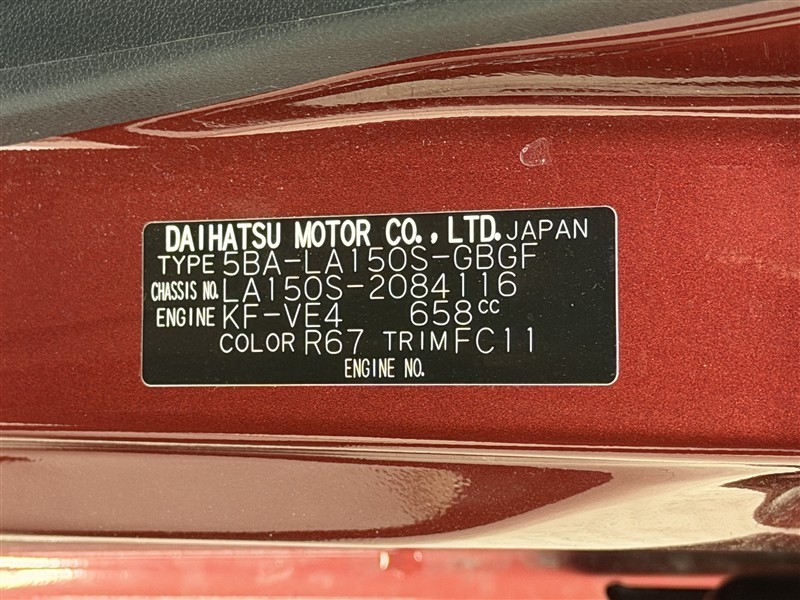 DAIHATSU MOTOR CO.,LTD. JAPAN
TYPE 5BA-LA150S-GBGF
CHASSIS NO. LA150S-2084116
ENGINE KF-VE4 658cc
COLOR R67 TRIM FC11
ENGINE NO.